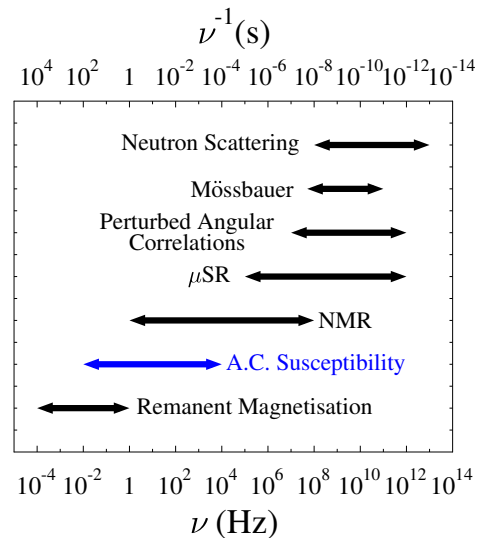 ν⁻¹(s)
10⁴ 10² 1 10⁻² 10⁻⁴ 10⁻⁶ 10⁻⁸ 10⁻¹⁰ 10⁻¹² 10⁻¹⁴
Neutron Scattering
Mössbauer
Perturbed Angular
Correlations
μSR
NMR
A.C. Susceptibility
Remanent Magnetisation
10⁻⁴ 10⁻² 1 10² 10⁴ 10⁶ 10⁸ 10¹⁰ 10¹² 10¹⁴
ν (Hz)